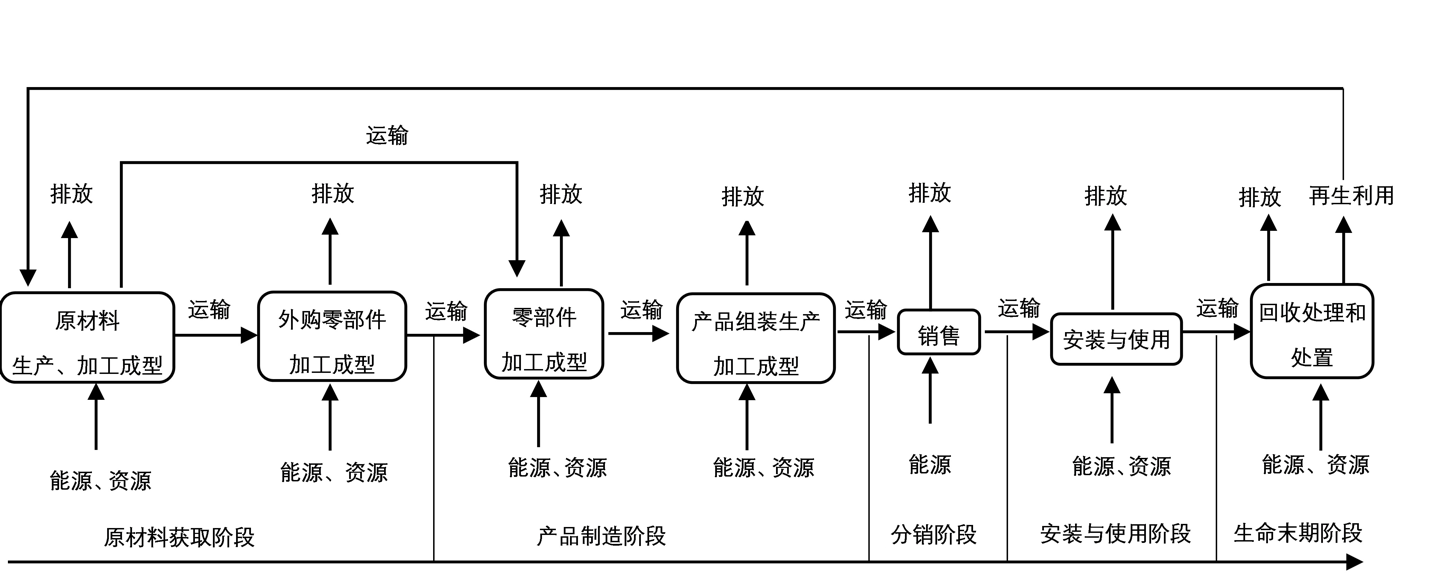 运输
排放
排放
排放
排放
排放
排放
排放
再生利用
原材料
生产、加工成型
运输
外购零部件
加工成型
运输
零部件
加工成型
运输
产品组装生产
加工成型
运输
销售
运输
安装与使用
运输
回收处理和
处置
能源、资源
能源、资源
能源、资源
能源、资源
能源
能源、资源
能源、资源
原材料获取阶段
产品制造阶段
分销阶段
安装与使用阶段
生命末期阶段